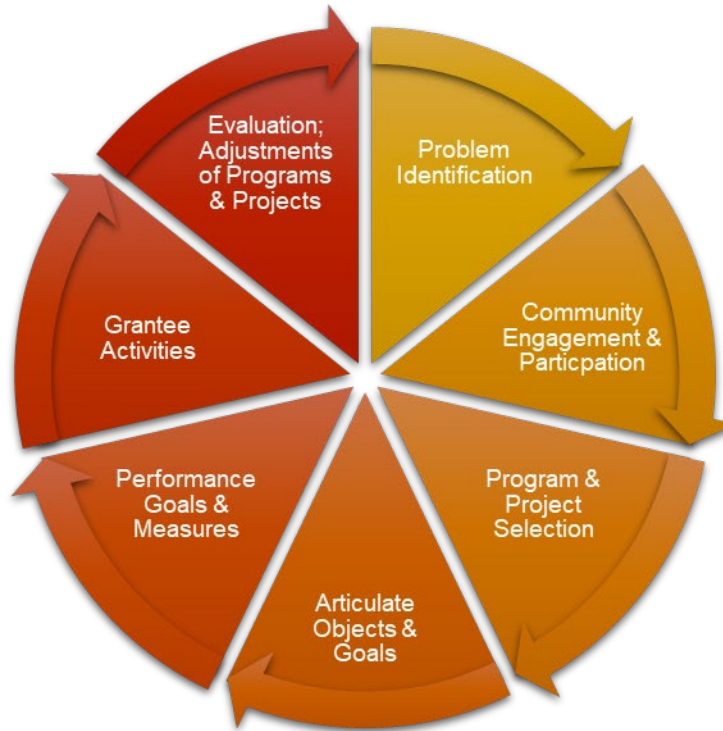 Problem
Identification
Community
Engagement &
Particpation
Program &
Project
Selection
Articulate
Objects &
Goals
Performance
Goals &
Measures
Grantee
Activities
Evaluation;
Adjustments
of Programs
& Projects